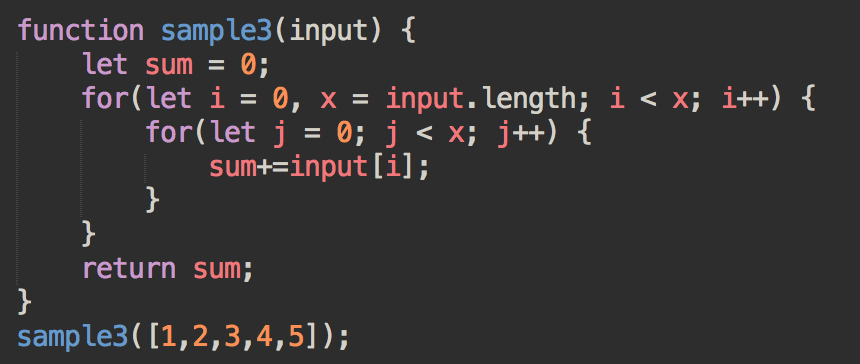 function sample3(input) {
    let sum = 0;
    for(let i = 0, x = input.length; i < x; i++) {
        for(let j = 0; j < x; j++) {
            sum+=input[i];
        }
    }
    return sum;
}
sample3([1,2,3,4,5]);